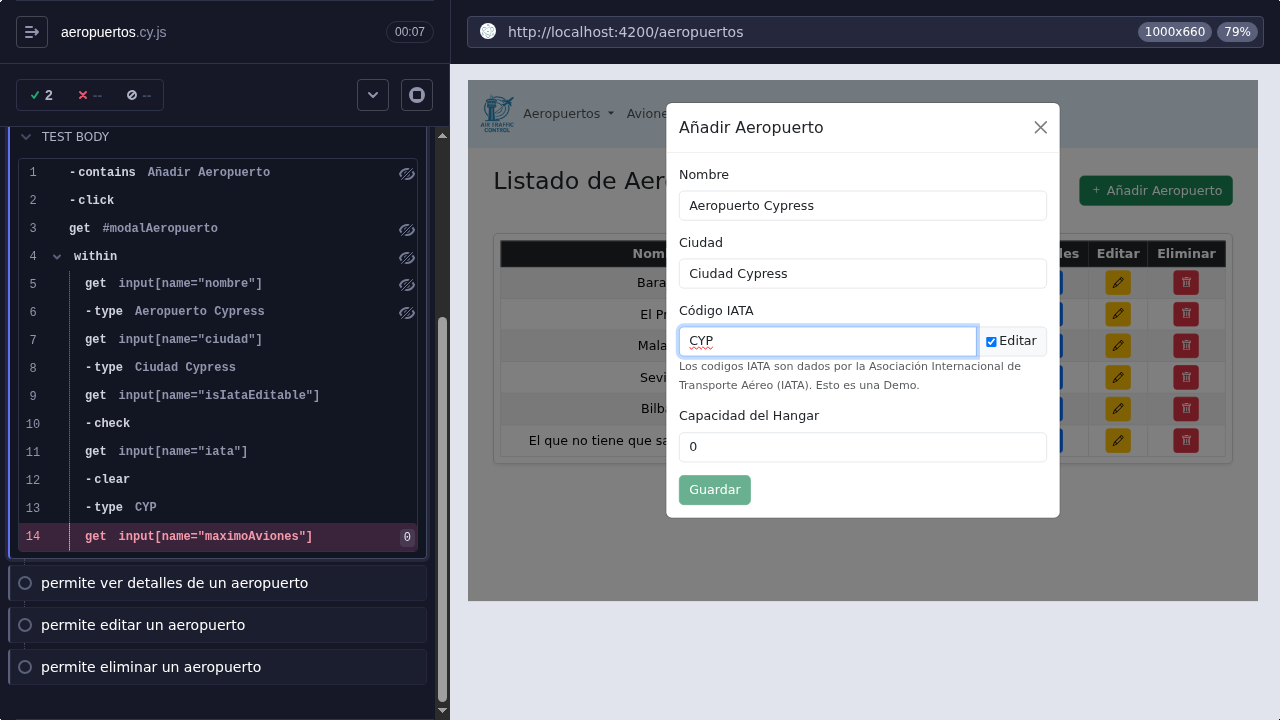 aeropuertos.cy.js
00:07
2
--
--
TEST BODY
1 -contains Añadir Aeropuerto
2 -click
3 get #modalAeropuerto
4 within
5 get input[name="nombre"]
6 -type Aeropuerto Cypress
7 get input[name="ciudad"]
8 -type Ciudad Cypress
9 get input[name="isIataEditable"]
10 -check
11 get input[name="iata"]
12 -clear
13 -type CYP
14 get input[name="maximoAviones"] 0
permite ver detalles de un aeropuerto
permite editar un aeropuerto
permite eliminar un aeropuerto
http://localhost:4200/aeropuertos
1000x660
79%
AIR TRAFFIC
CONTROL
Aeropuertos
Avione
Listado de Aer
+ Añadir Aeropuerto
Nom
les
Editar
Eliminar
Bara
El Pr
Mala
Sevi
Bilb
El que no tiene que sa
Añadir Aeropuerto
Nombre
Aeropuerto Cypress
Ciudad
Ciudad Cypress
Código IATA
CYP
Editar
Los codigos IATA son dados por la Asociación Internacional de
Transporte Aéreo (IATA). Esto es una Demo.
Capacidad del Hangar
0
Guardar